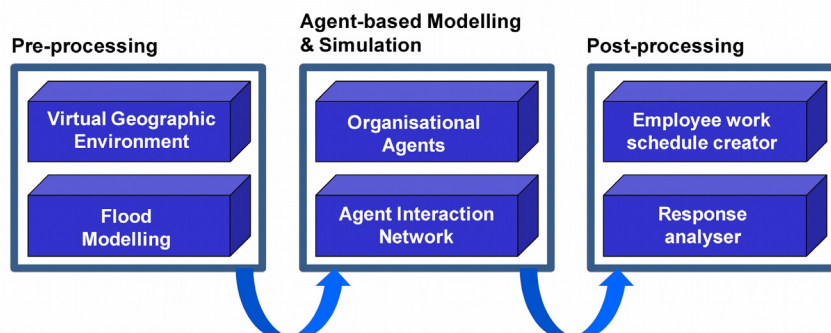 Pre-processing
Virtual Geographic
Environment
Flood
Modelling
Agent-based Modelling
& Simulation
Organisational
Agents
Agent Interaction
Network
Post-processing
Employee work
schedule creator
Response
analyser